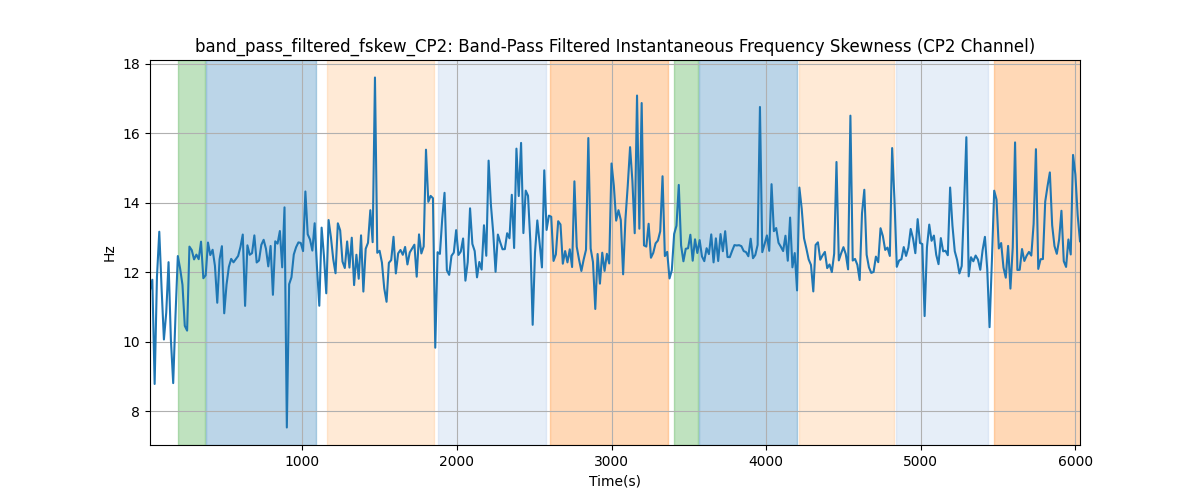 band_pass_filtered_fskew_CP2: Band-Pass Filtered Instantaneous Frequency Skewness (CP2 Channel)
18
16
14
12
10
8
Hz
1000 2000 3000 4000 5000 6000
Time(s)